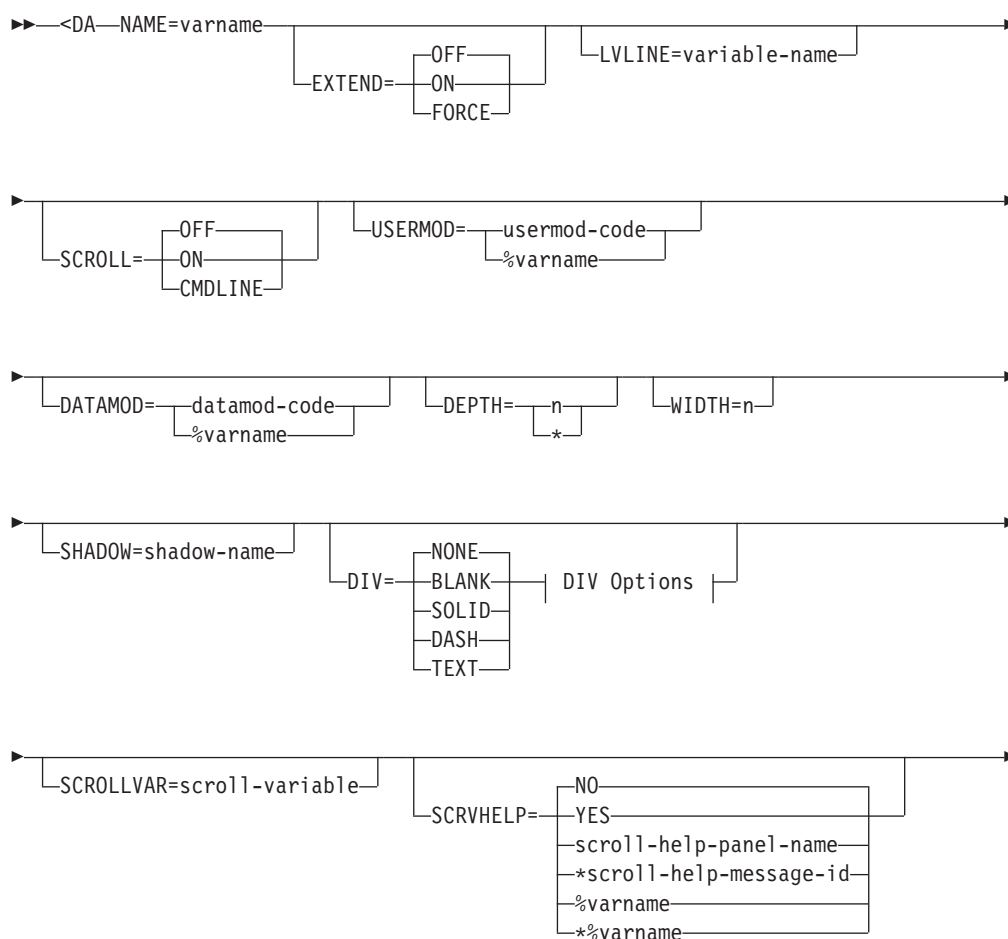 <DA NAME=varname
OFF
EXTEND= ON
FORCE
LVLINE=variable-name
OFF
SCROLL= ON
CMDLINE
USERMOD= usermod-code
%varname
DATAMOD= datamod-code
%varname
DEPTH= n
*
WIDTH=n
SHADOW=shadow-name
NONE
DIV= BLANK DIV Options
SOLID
DASH
TEXT
SCROLLVAR=scroll-variable
NO
SCRVHELP= YES
scroll-help-panel-name
*scroll-help-message-id
%varname
*%varname